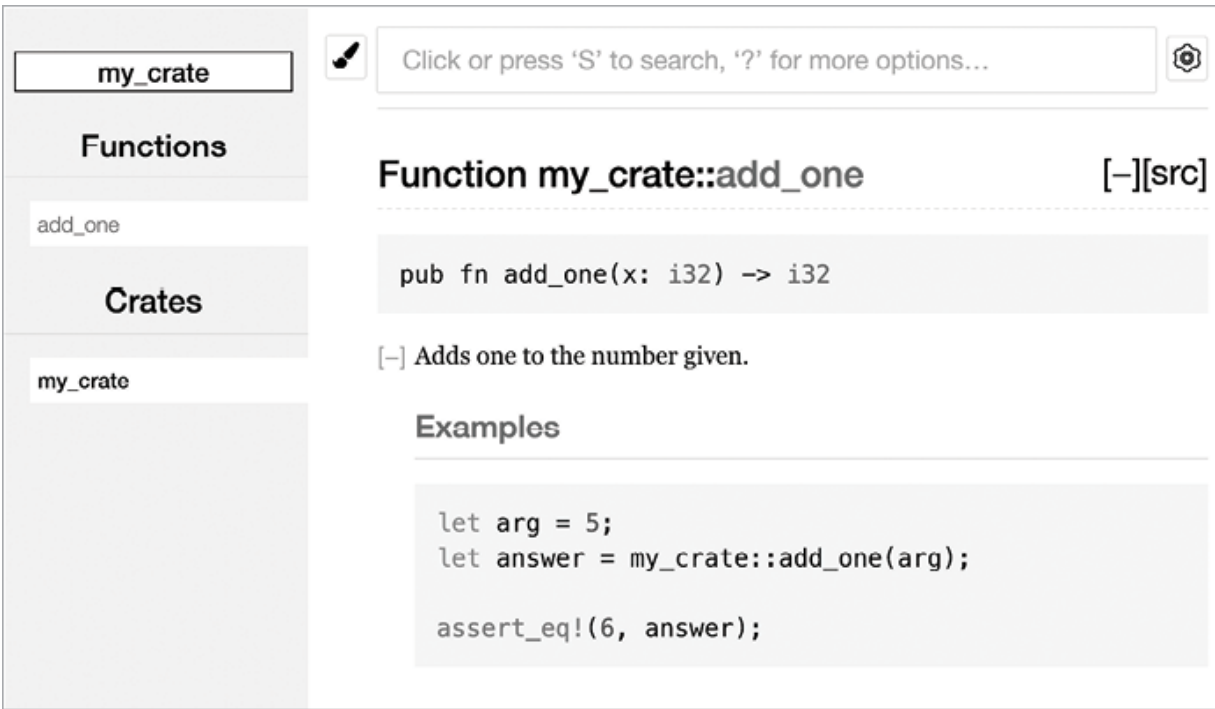 my_crate
Functions
add_one
Crates
my_crate
Click or press ‘S’ to search, ‘?’ for more options…
Function my_crate::add_one [−][src]
pub fn add_one(x: i32) -> i32
[−] Adds one to the number given.
Examples
let arg = 5;
let answer = my_crate::add_one(arg);
assert_eq!(6, answer);